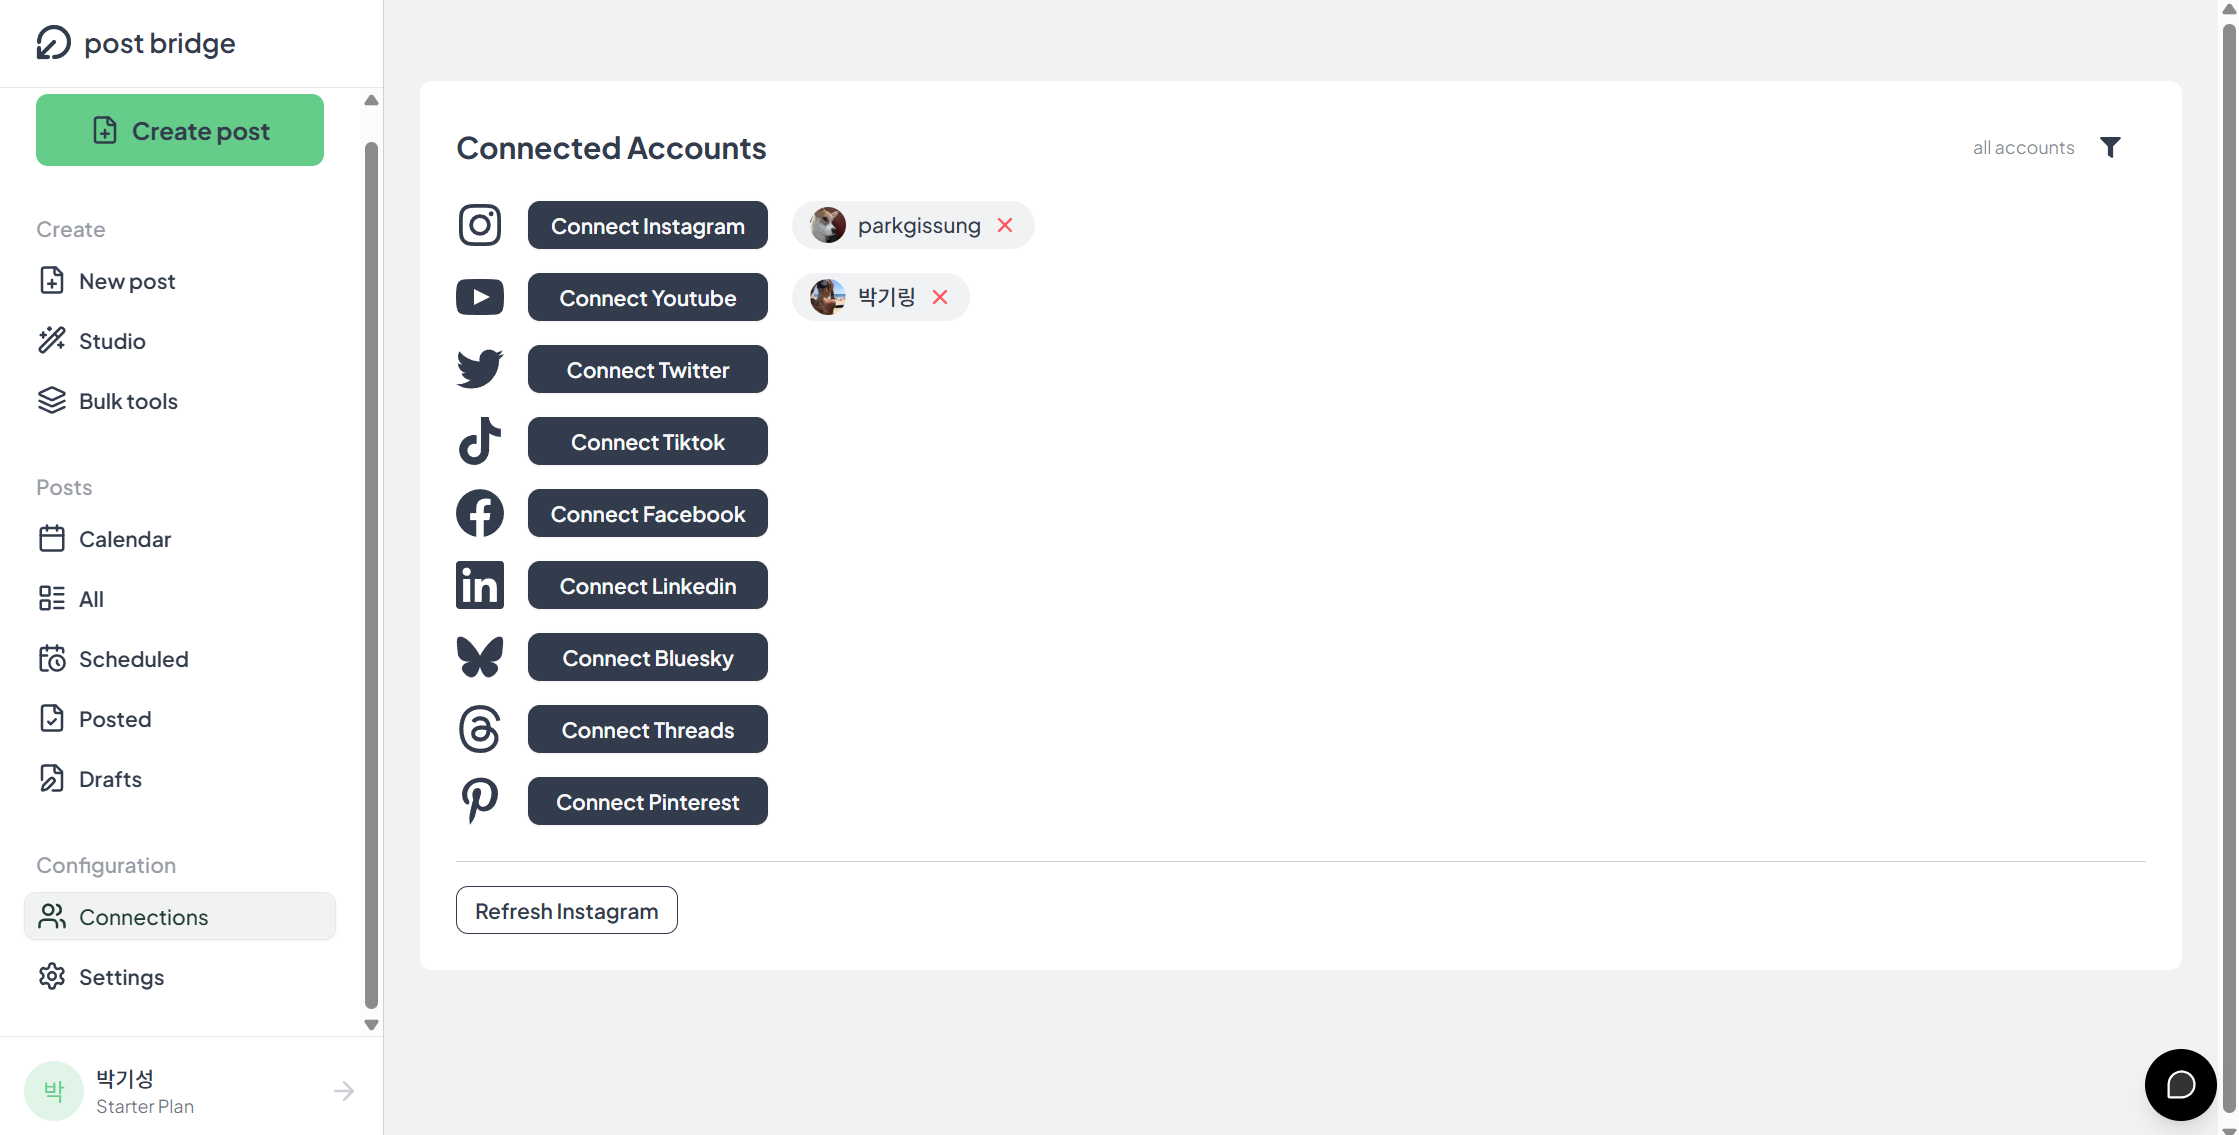 post bridge
Create post
Create
New post
Studio
Bulk tools
Posts
Calendar
All
Scheduled
Posted
Drafts
Configuration
Connections
Settings
박
박기성
Starter Plan
Connected Accounts
all accounts
Connect Instagram
parkgissung
Connect Youtube
박기링
Connect Twitter
Connect Tiktok
Connect Facebook
Connect Linkedin
Connect Bluesky
Connect Threads
Connect Pinterest
Refresh Instagram